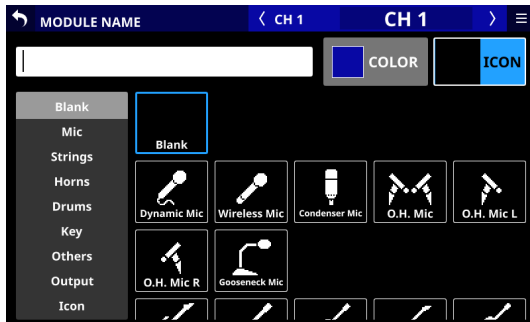 MODULE NAME
CH 1
CH 1
COLOR
ICON
Blank
Mic
Strings
Horns
Drums
Key
Others
Output
Icon
Blank
Dynamic Mic
Wireless Mic
Condenser Mic
O.H. Mic
O.H. Mic L
O.H. Mic R
Gooseneck Mic